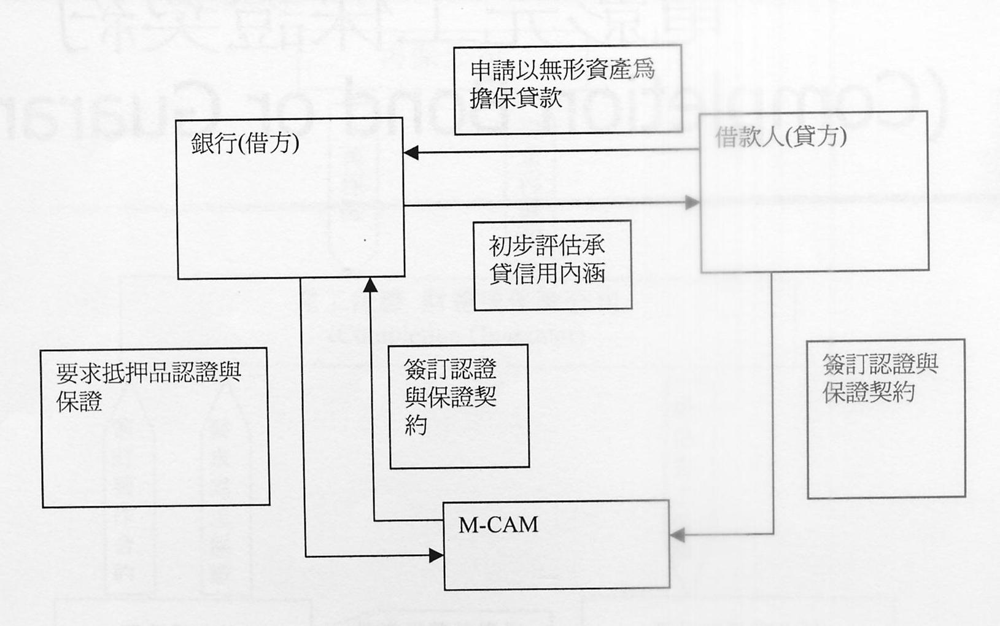 申請以無形資產爲
擔保貸款
銀行(借方)
借款人(貸方)
初步評估承
貸信用內涵
要求抵押品認證與
保證
簽訂認證
與保證契
約
簽訂認證與
保證契約
M-CAM